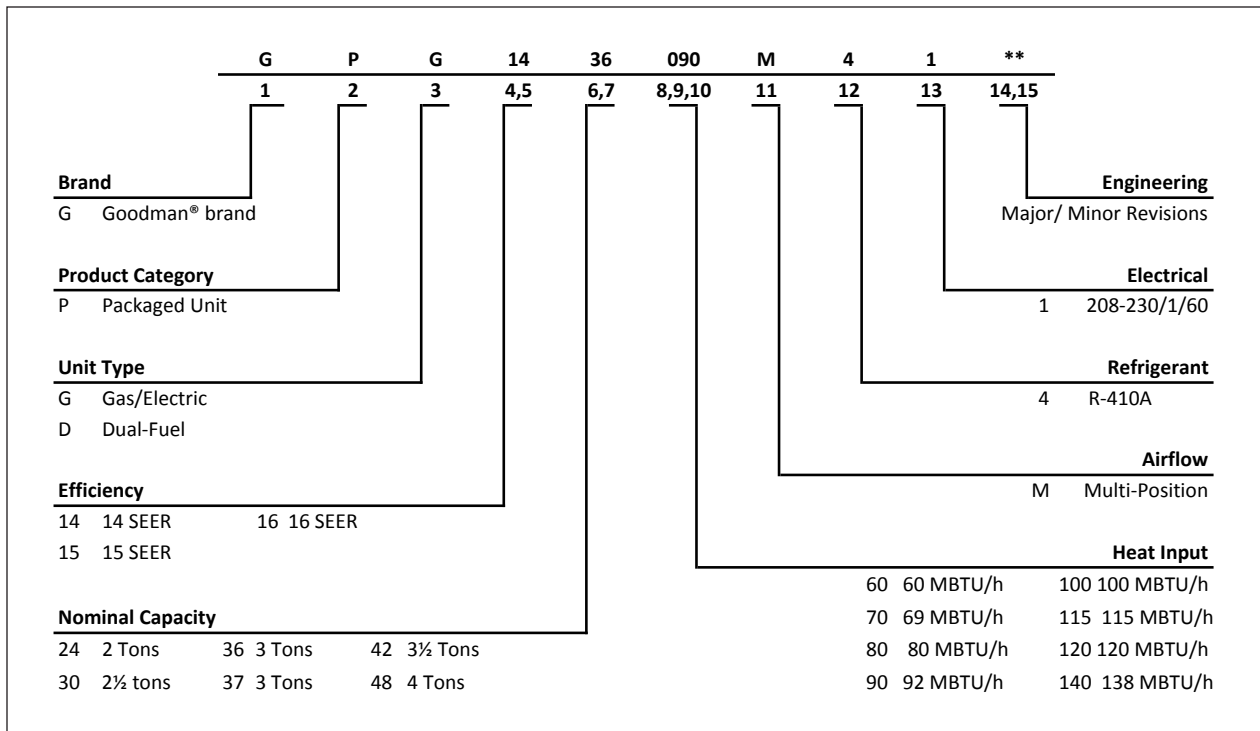 G P G 14 36 090 M 4 1 **
1 2 3 4,5 6,7 8,9,10 11 12 13 14,15
Brand
G Goodman® brand
Product Category
P Packaged Unit
Unit Type
G Gas/Electric
D Dual-Fuel
Efficiency
14 14 SEER 16 16 SEER
15 15 SEER
Nominal Capacity
24 2 Tons 36 3 Tons 42 3½ Tons
30 2½ tons 37 3 Tons 48 4 Tons
Engineering
Major/ Minor Revisions
Electrical
1 208-230/1/60
Refrigerant
4 R-410A
Airflow
M Multi-Position
Heat Input
60 60 MBTU/h 100 100 MBTU/h
70 69 MBTU/h 115 115 MBTU/h
80 80 MBTU/h 120 120 MBTU/h
90 92 MBTU/h 140 138 MBTU/h